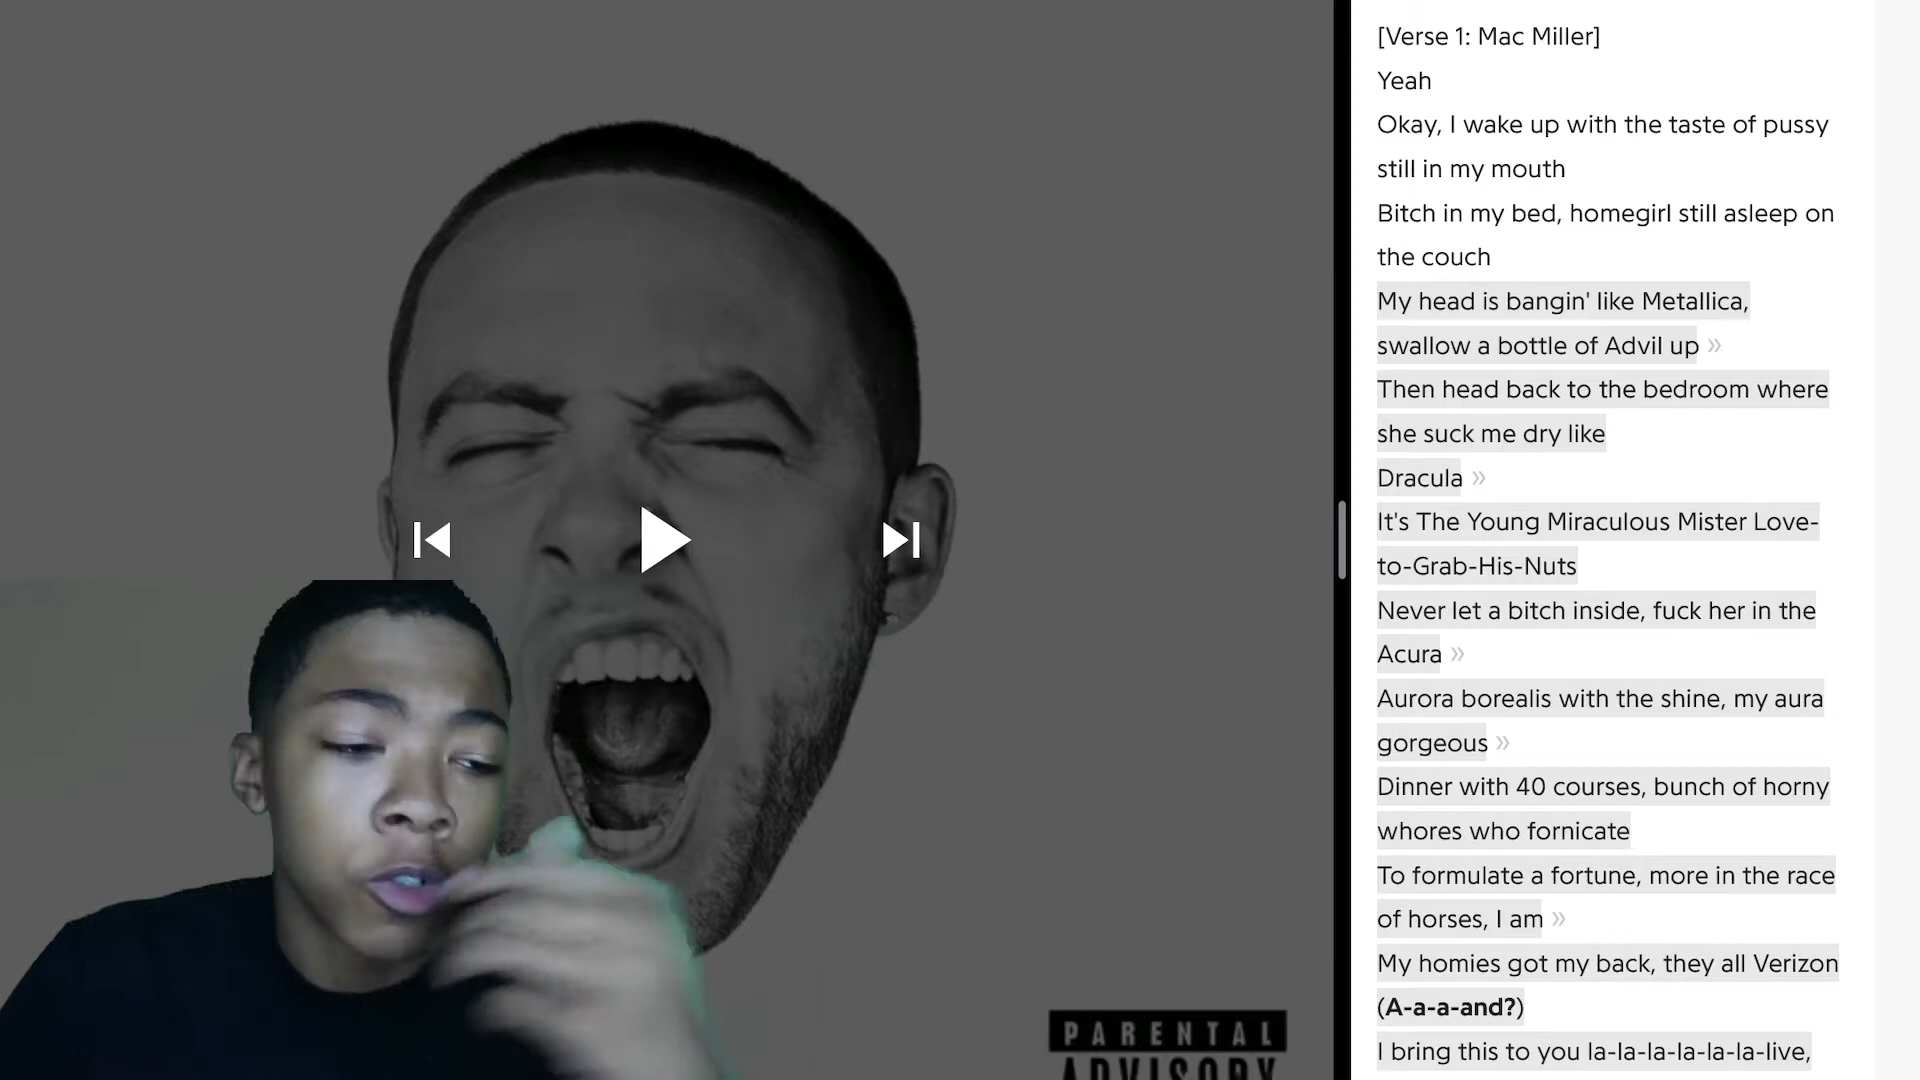 [Verse 1: Mac Miller]
Yeah
Okay, I wake up with the taste of pussy
still in my mouth
Bitch in my bed, homegirl still asleep on
the couch
My head is bangin' like Metallica,
swallow a bottle of Advil up »
Then head back to the bedroom where
she suck me dry like
Dracula »
It's The Young Miraculous Mister Love-
to-Grab-His-Nuts
Never let a bitch inside, fuck her in the
Acura »
Aurora borealis with the shine, my aura
gorgeous »
Dinner with 40 courses, bunch of horny
whores who fornicate
To formulate a fortune, more in the race
of horses, I am »
My homies got my back, they all Verizon
(A-a-a-and?)
I bring this to you la-la-la-la-la-la-live,
PARENTAL
ADVISORY